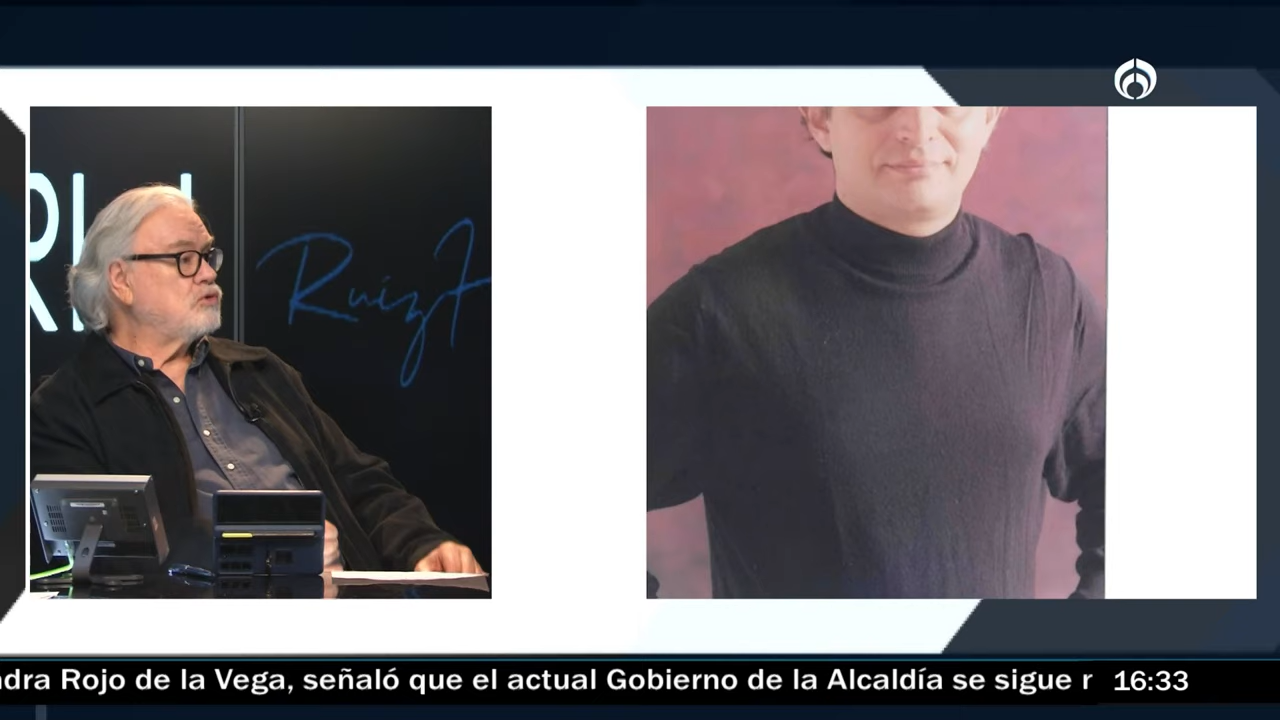 Ruiz
ndra Rojo de la Vega, señaló que el actual Gobierno de la Alcaldía se sigue r
16:33